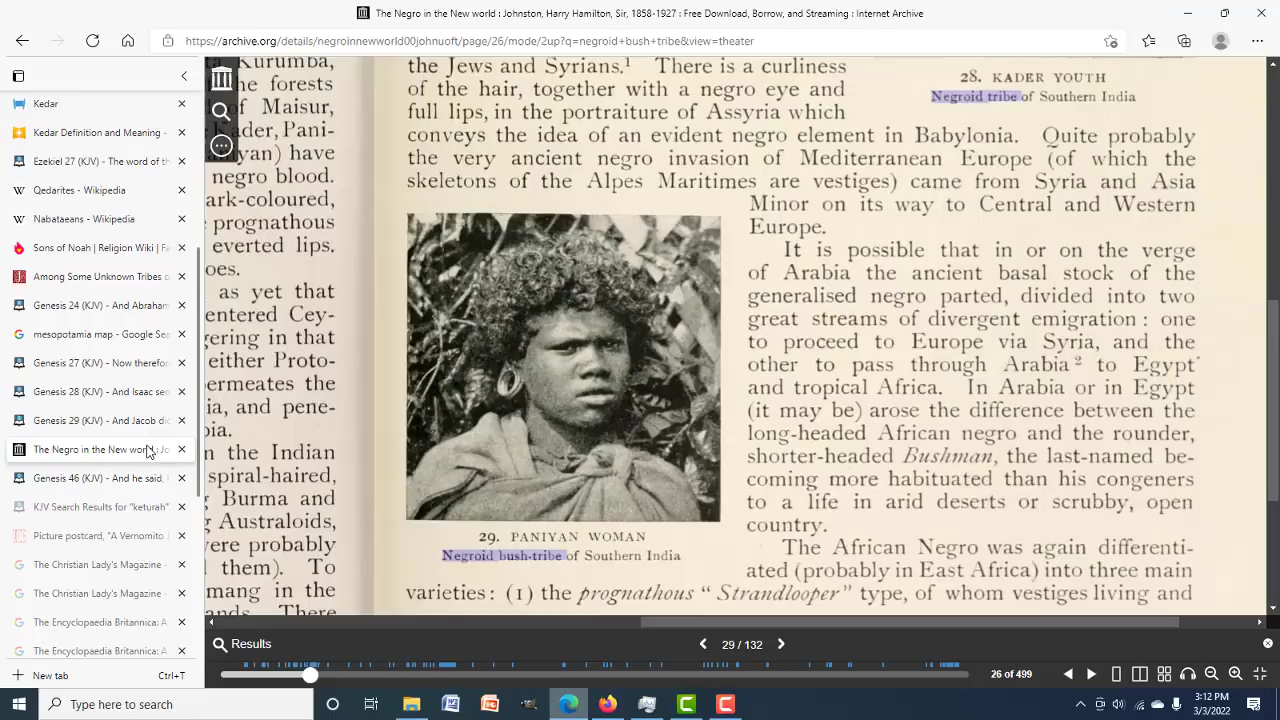 The Negro in the New world : Johnston, Harry Hamilton, Sir, 1858-1927 : Free Download, Borrow, and Streaming : Internet Archive
https://archive.org/details/negroinnewworld00johnuoft/page/26/mode/2up?q=negroid+bush+tribe&view=theater
Kedar
Kedar Definition and Meaning -
Ezekiel 27 (KJV) - The word of th
Qedarites - Wikipedia
Nabataeans - Wikipedia
Sons of Noah | Religion Wiki | Fa
Among Some Unknown Tribes o
Genesis 24 (KJV) - And Abraham
mesopotamia map - Google Sea
Genesis 27 (KJV) - Now therefor
Genesis 28 (KJV) - And Isaac sen
Genesis 29 (KJV) - And Jacob di
The Negro in the New world : Jo
Genesis 46 (KJV) - And he said,
KJV Search Results for "keturah"
Picture postcard, "A Vernomito
The Christian Lady's Magazine -
The Christian Lady's Magazine -
The Encyclopaedia Britannica: A
The Encyclopaedia Britannica: A
New tab Ctrl+T
Kurumba,
the forests
of Maisur,
Kader, Pani-
yan) have
negro blood.
ark-coloured,
prognathous
everted lips.
oes.
as yet that
entered Cey-
gering in that
either Proto-
ermeates the
ia, and pene-
bia.
n the Indian
spiral-haired,
Burma and
Australoids,
were probably
them). To
mang in the
ands. There
the Jews and Syrians.¹ There is a curliness
of the hair, together with a negro eye and
full lips, in the portraiture of Assyria which
conveys the idea of an evident negro element in Babylonia. Quite probably
the very ancient negro invasion of Mediterranean Europe (of which the
skeletons of the Alpes Maritimes are vestiges) came from Syria and Asia
Minor on its way to Central and Western
Europe.
28. KADER YOUTH
Negroid tribe of Southern India
It is possible that in or on the verge
of Arabia the ancient basal stock of the
generalised negro parted, divided into two
great streams of divergent emigration : one
to proceed to Europe via Syria, and the
other to pass through Arabia ² to Egypt
and tropical Africa. In Arabia or in Egypt
(it may be) arose the difference between the
long-headed African negro and the rounder,
shorter-headed Bushman, the last-named be-
coming more habituated than his congeners
to a life in arid deserts or scrubby, open
country.
29. PANIYAN WOMAN
Negroid bush-tribe of Southern India
The African Negro was again differenti-
ated (probably in East Africa) into three main
varieties : (1) the prognathous "Strandlooper" type, of whom vestiges living and
Results
29 / 132
26 of 499
Type here to search
3:12 PM
3/3/2022